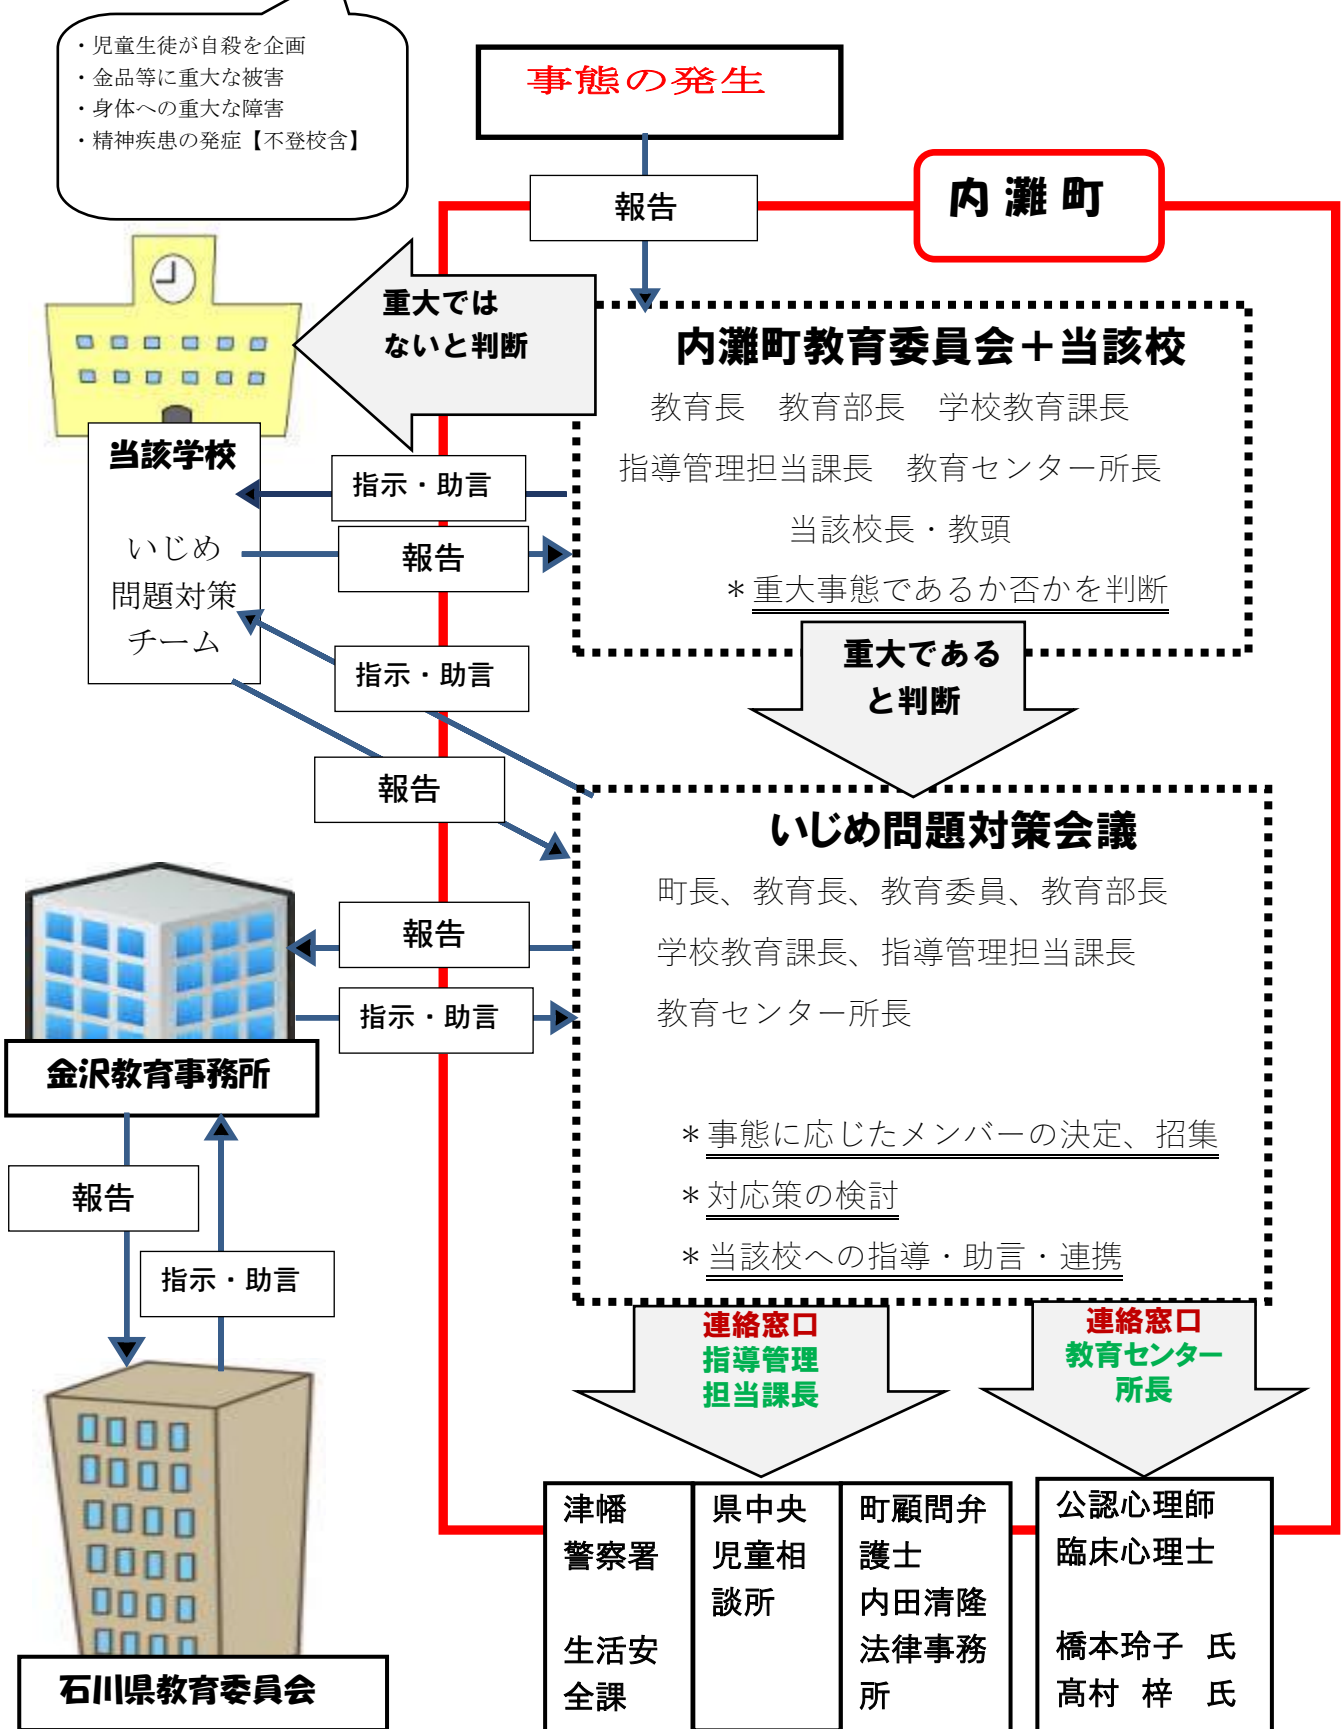 ・児童生徒が自殺を企画
・金品等に重大な被害
・身体への重大な障害
・精神疾患の発症【不登校含】
事態の発生
報告
内灘町
重大では
ないと判断
内灘町教育委員会＋当該校
教育長　教育部長　学校教育課長
指導管理担当課長　教育センター所長
当該校長・教頭
＊重大事態であるか否かを判断
当該学校
いじめ
問題対策
チーム
指示・助言
報告
指示・助言
報告
重大である
と判断
いじめ問題対策会議
町長、教育長、教育委員、教育部長
学校教育課長、指導管理担当課長
教育センター所長
＊事態に応じたメンバーの決定、招集
＊対応策の検討
＊当該校への指導・助言・連携
報告
指示・助言
金沢教育事務所
報告
指示・助言
石川県教育委員会
連絡窓口
指導管理
担当課長
連絡窓口
教育センター
所長
津幡
警察署
生活安
全課
県中央
児童相
談所
町顧問弁
護士
内田清隆
法律事務
所
公認心理師
臨床心理士
橋本玲子　氏
髙村　梓　氏